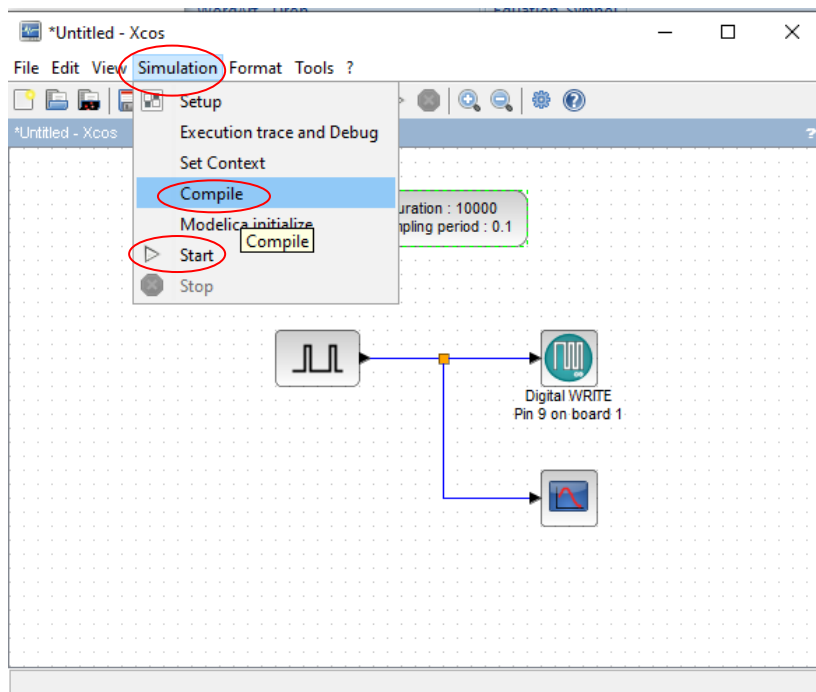 *Untitled - Xcos
File Edit View Simulation Format Tools ?
*Untitled - Xcos ?
Setup
Execution trace and Debug
Set Context
Compile
Modelica initialize
Compile
Start
Stop
uration : 10000
pling period : 0.1
Digital WRITE
Pin 9 on board 1